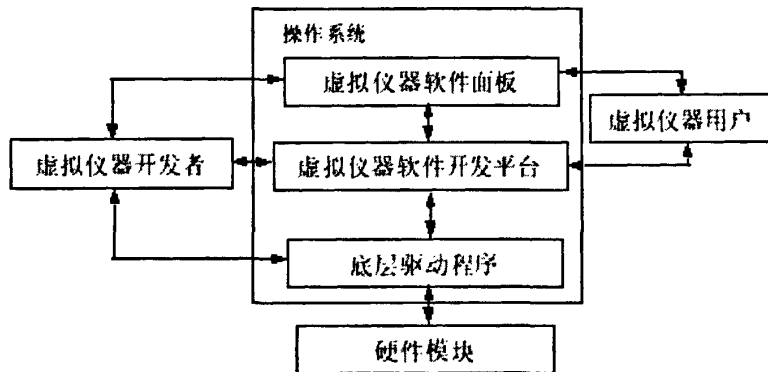 操作系统
虚拟仪器软件面板
虚拟仪器用户
虚拟仪器开发者
虚拟仪器软件开发平台
底层驱动程序
硬件模块